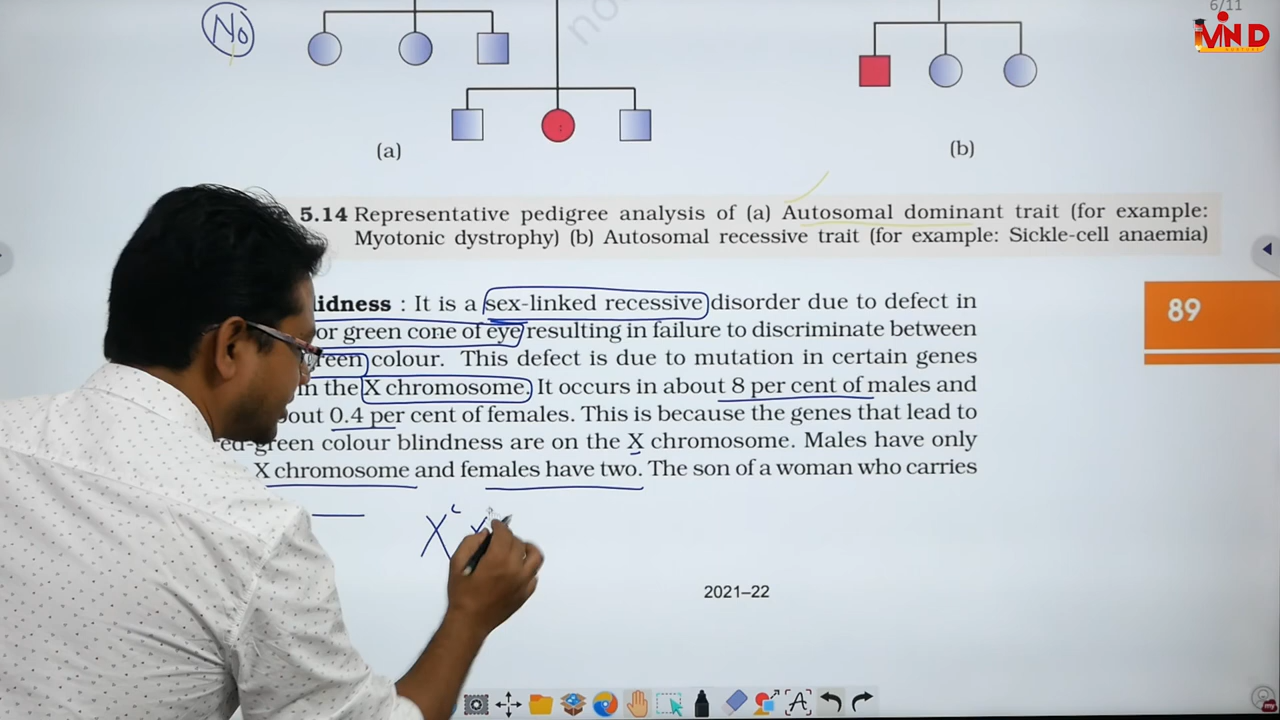 6/11
MIND
No
(a)
(b)
5.14 Representative pedigree analysis of (a) Autosomal dominant trait (for example:
Myotonic dystrophy) (b) Autosomal recessive trait (for example: Sickle-cell anaemia)
lidness : It is a sex-linked recessive disorder due to defect in
or green cone of eye resulting in failure to discriminate between
reen colour. This defect is due to mutation in certain genes
89
in the X chromosome. It occurs in about 8 per cent of males and
bout 0.4 per cent of females. This is because the genes that lead to
ed-green colour blindness are on the X chromosome. Males have only
X chromosome and females have two. The son of a woman who carries
X c X
2021–22